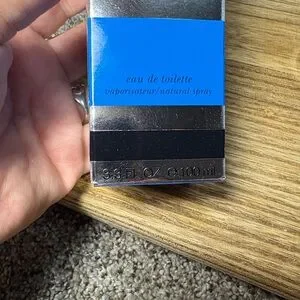 eau de toilette
vaporisateur/natural spray
3.3 FL OZ ℮100 ml